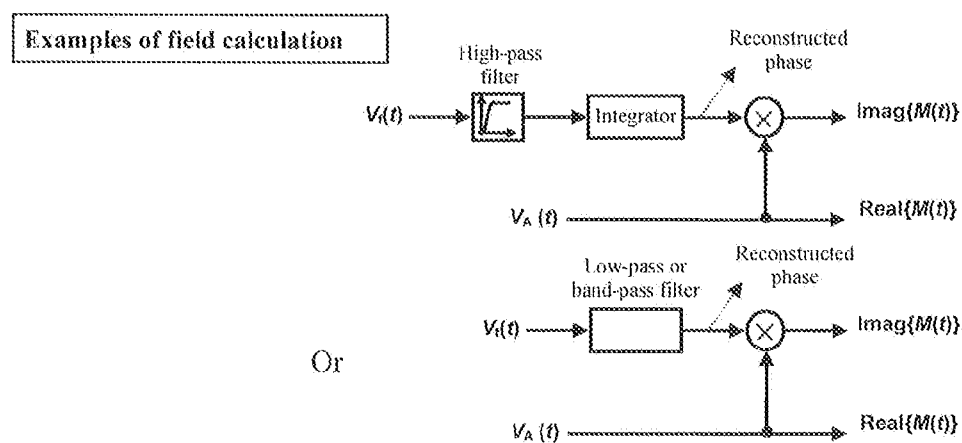 Examples of field calculation
High-pass
filter
Reconstructed
phase
Vf(t)
Integrator
×
Imag{M(t)}
VA (t)
Real{M(t)}
Low-pass or
band-pass filter
Reconstructed
phase
Vf(t)
×
Imag{M(t)}
Or
VA (t)
Real{M(t)}